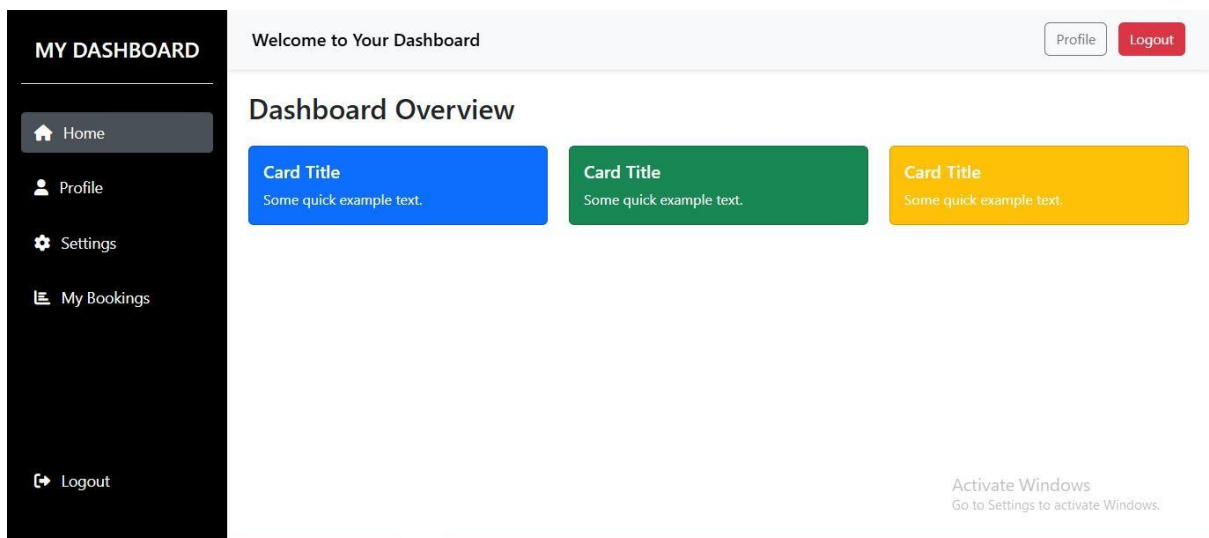 MY DASHBOARD
Home
Profile
Settings
My Bookings
Logout
Welcome to Your Dashboard
Profile
Logout
Dashboard Overview
Card Title
Some quick example text.
Card Title
Some quick example text.
Card Title
Some quick example text.
Activate Windows
Go to Settings to activate Windows.